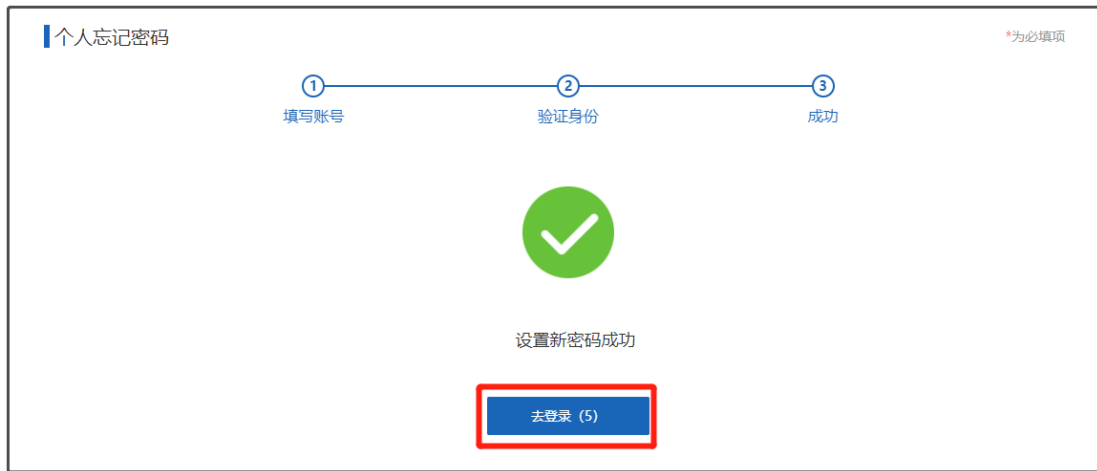 个人忘记密码
*为必填项
1
2
3
填写账号
验证身份
成功
设置新密码成功
去登录（5）